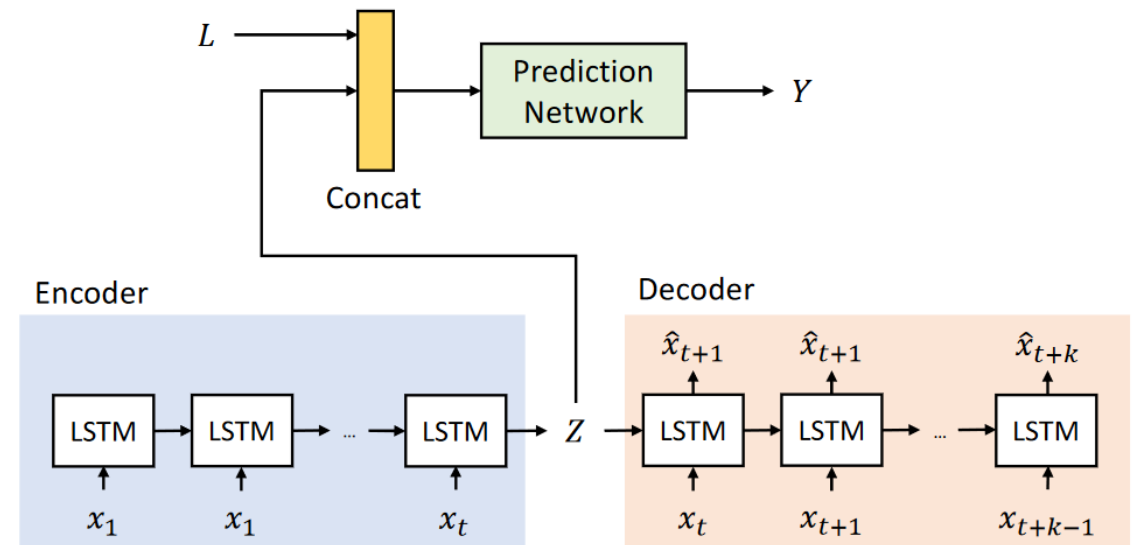 L
Prediction
Network
Y
Concat
Encoder
Decoder
x̂ₜ₊₁ x̂ₜ₊₁ x̂ₜ₊ₖ
LSTM LSTM ... LSTM Z LSTM LSTM ... LSTM
x₁ x₁ xₜ xₜ xₜ₊₁ xₜ₊ₖ₋₁